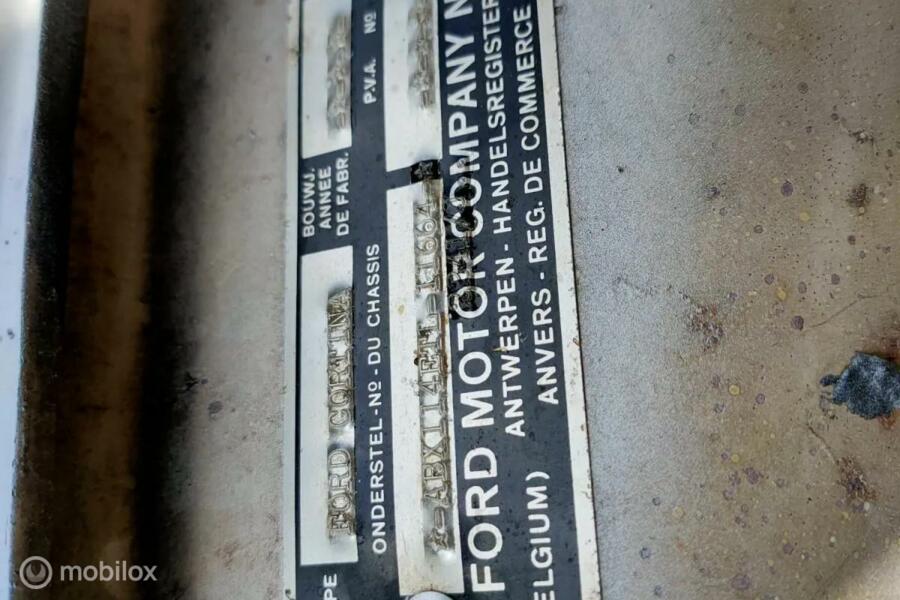 PE
FORD CORTINA
BOUWJ.
ANNEE
DE FABR.
ONDERSTEL-Nº-DU CHASSIS
P.V.A. Nº
FORD MOTOR COMPANY N
ELGIUM)
ANTWERPEN - HANDELSREGISTER
ANVERS - REG. DE COMMERCE
mobilox